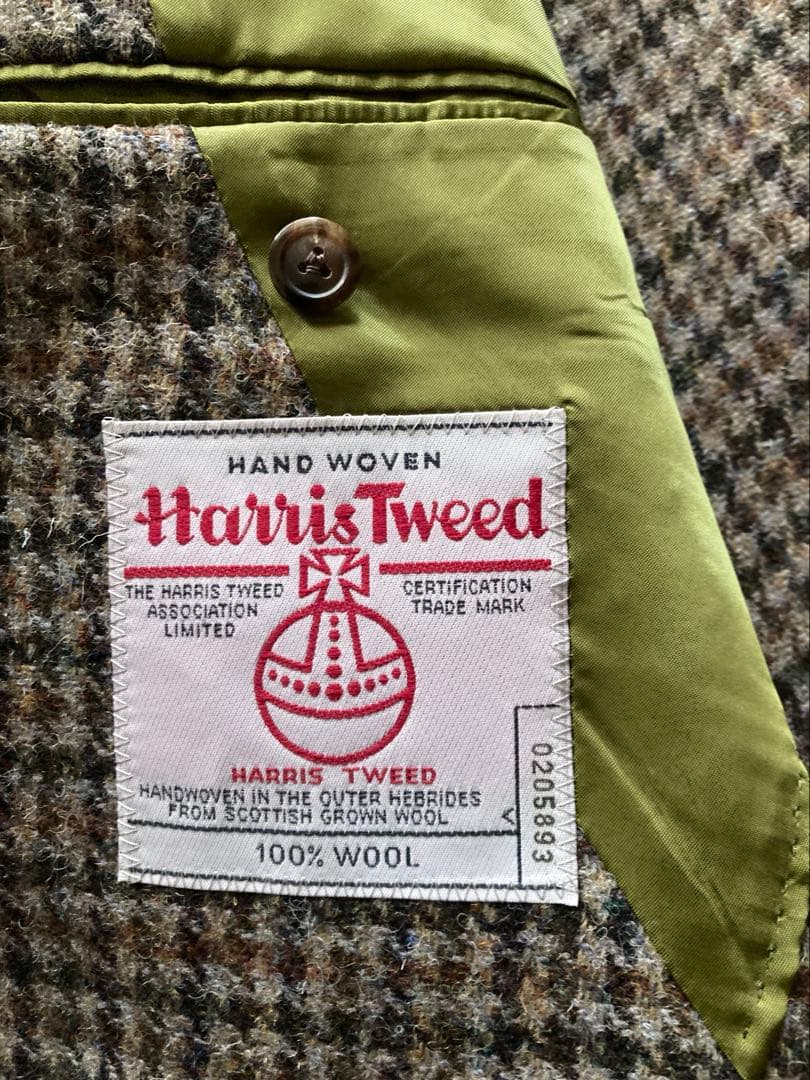 HAND WOVEN
Harris Tweed
THE HARRIS TWEED
ASSOCIATION
LIMITED
CERTIFICATION
TRADE MARK
HARRIS TWEED
HANDWOVEN IN THE OUTER HEBRIDES
FROM SCOTTISH GROWN WOOL
100% WOOL
0205893
V